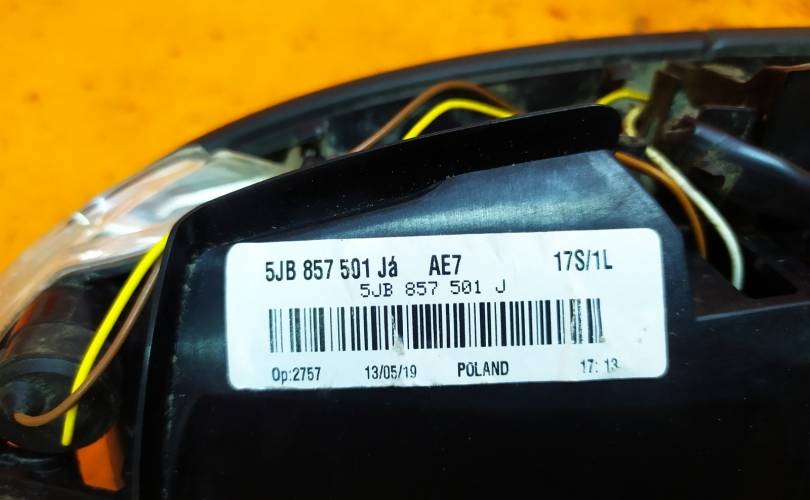 5JB 857 501 Já AE7 17S/1L
5JB 857 501 J
Op:2757 13/05/19 POLAND 17: 13